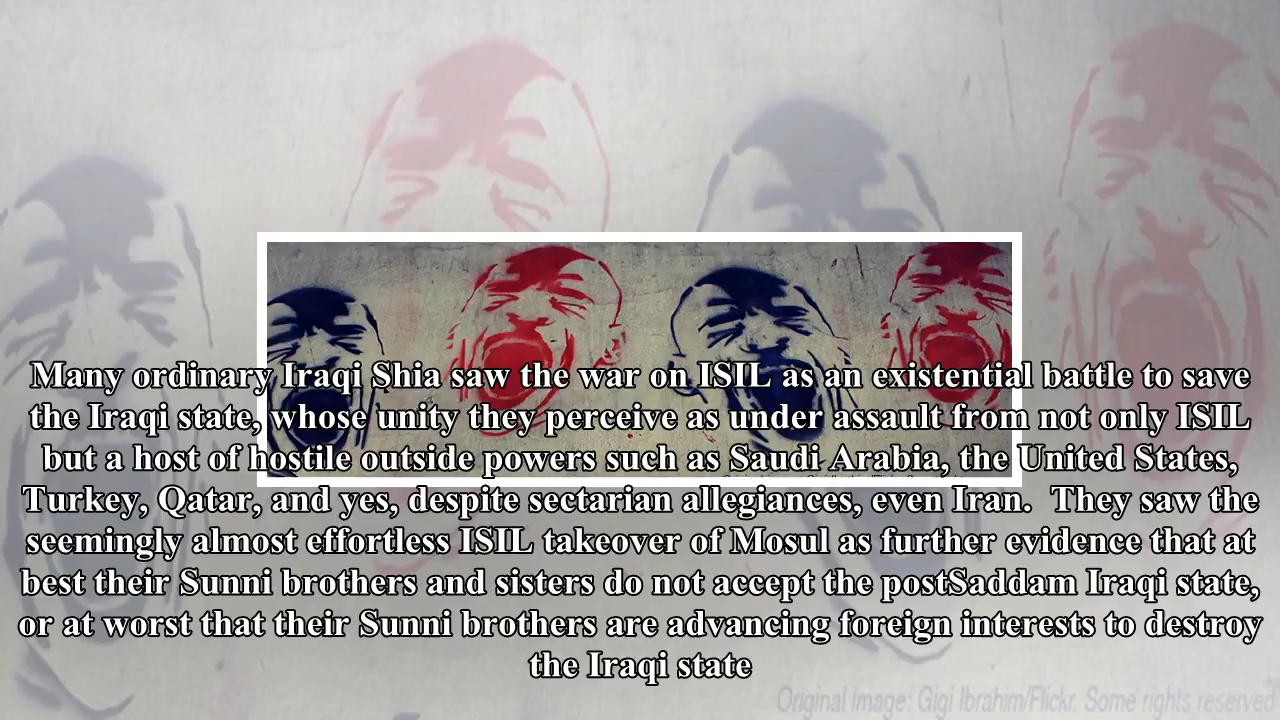 Many ordinary Iraqi Shia saw the war on ISIL as an existential battle to save
the Iraqi state, whose unity they perceive as under assault from not only ISIL
but a host of hostile outside powers such as Saudi Arabia, the United States,
Turkey, Qatar, and yes, despite sectarian allegiances, even Iran.  They saw the
seemingly almost effortless ISIL takeover of Mosul as further evidence that at
best their Sunni brothers and sisters do not accept the postSaddam Iraqi state,
or at worst that their Sunni brothers are advancing foreign interests to destroy
the Iraqi state
Original image: Gigi Ibrahim/Flickr. Some rights reserved